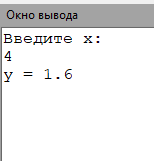 Окно вывода
Введите x:
4
y = 1.6